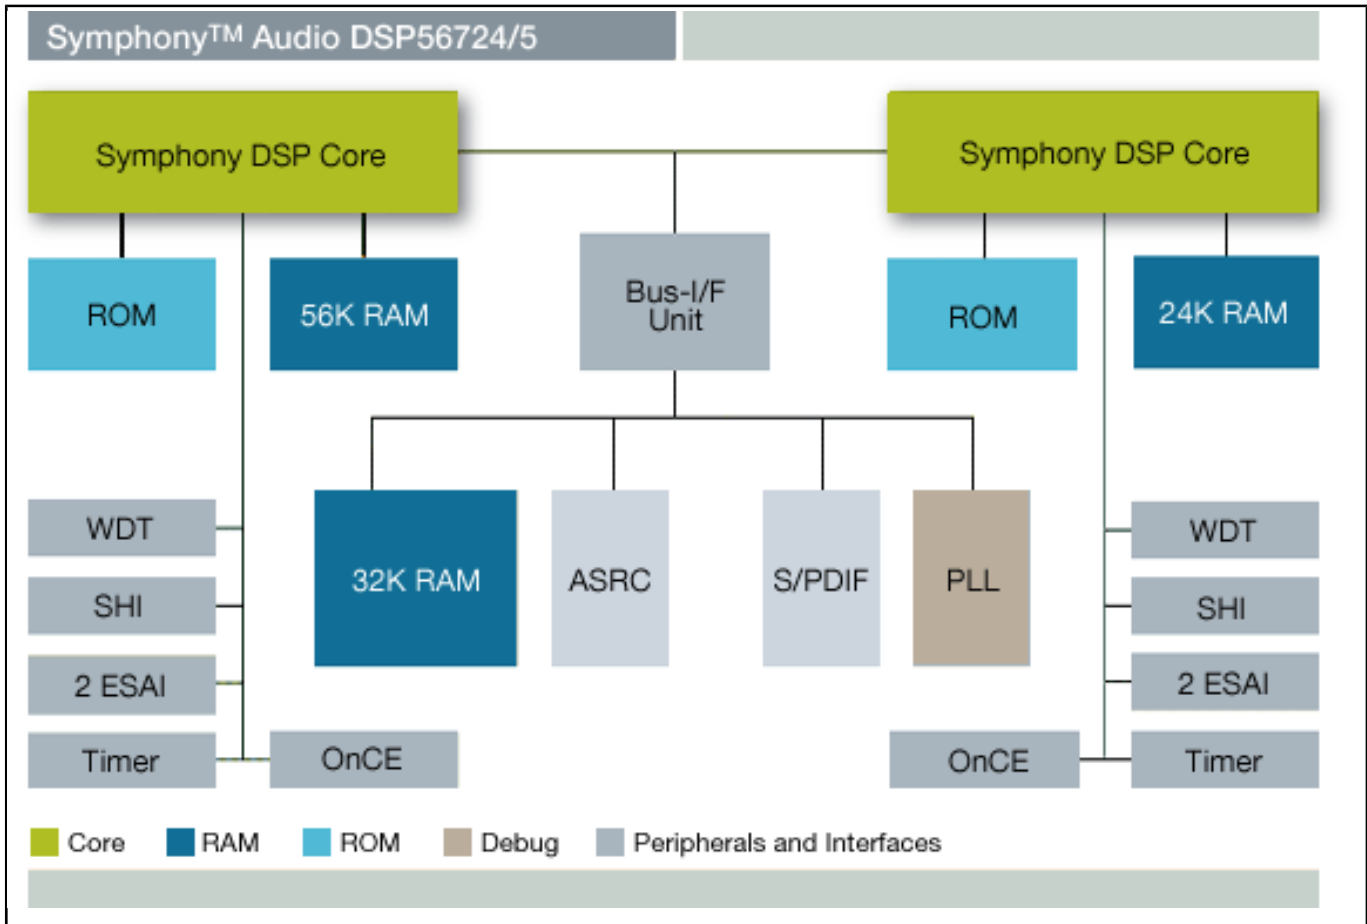 Symphony™ Audio DSP56724/5
Symphony DSP Core
Symphony DSP Core
ROM
56K RAM
Bus-I/F
Unit
ROM
24K RAM
WDT
SHI
2 ESAI
Timer
OnCE
32K RAM
ASRC
S/PDIF
PLL
WDT
SHI
2 ESAI
OnCE
Timer
Core
RAM
ROM
Debug
Peripherals and Interfaces